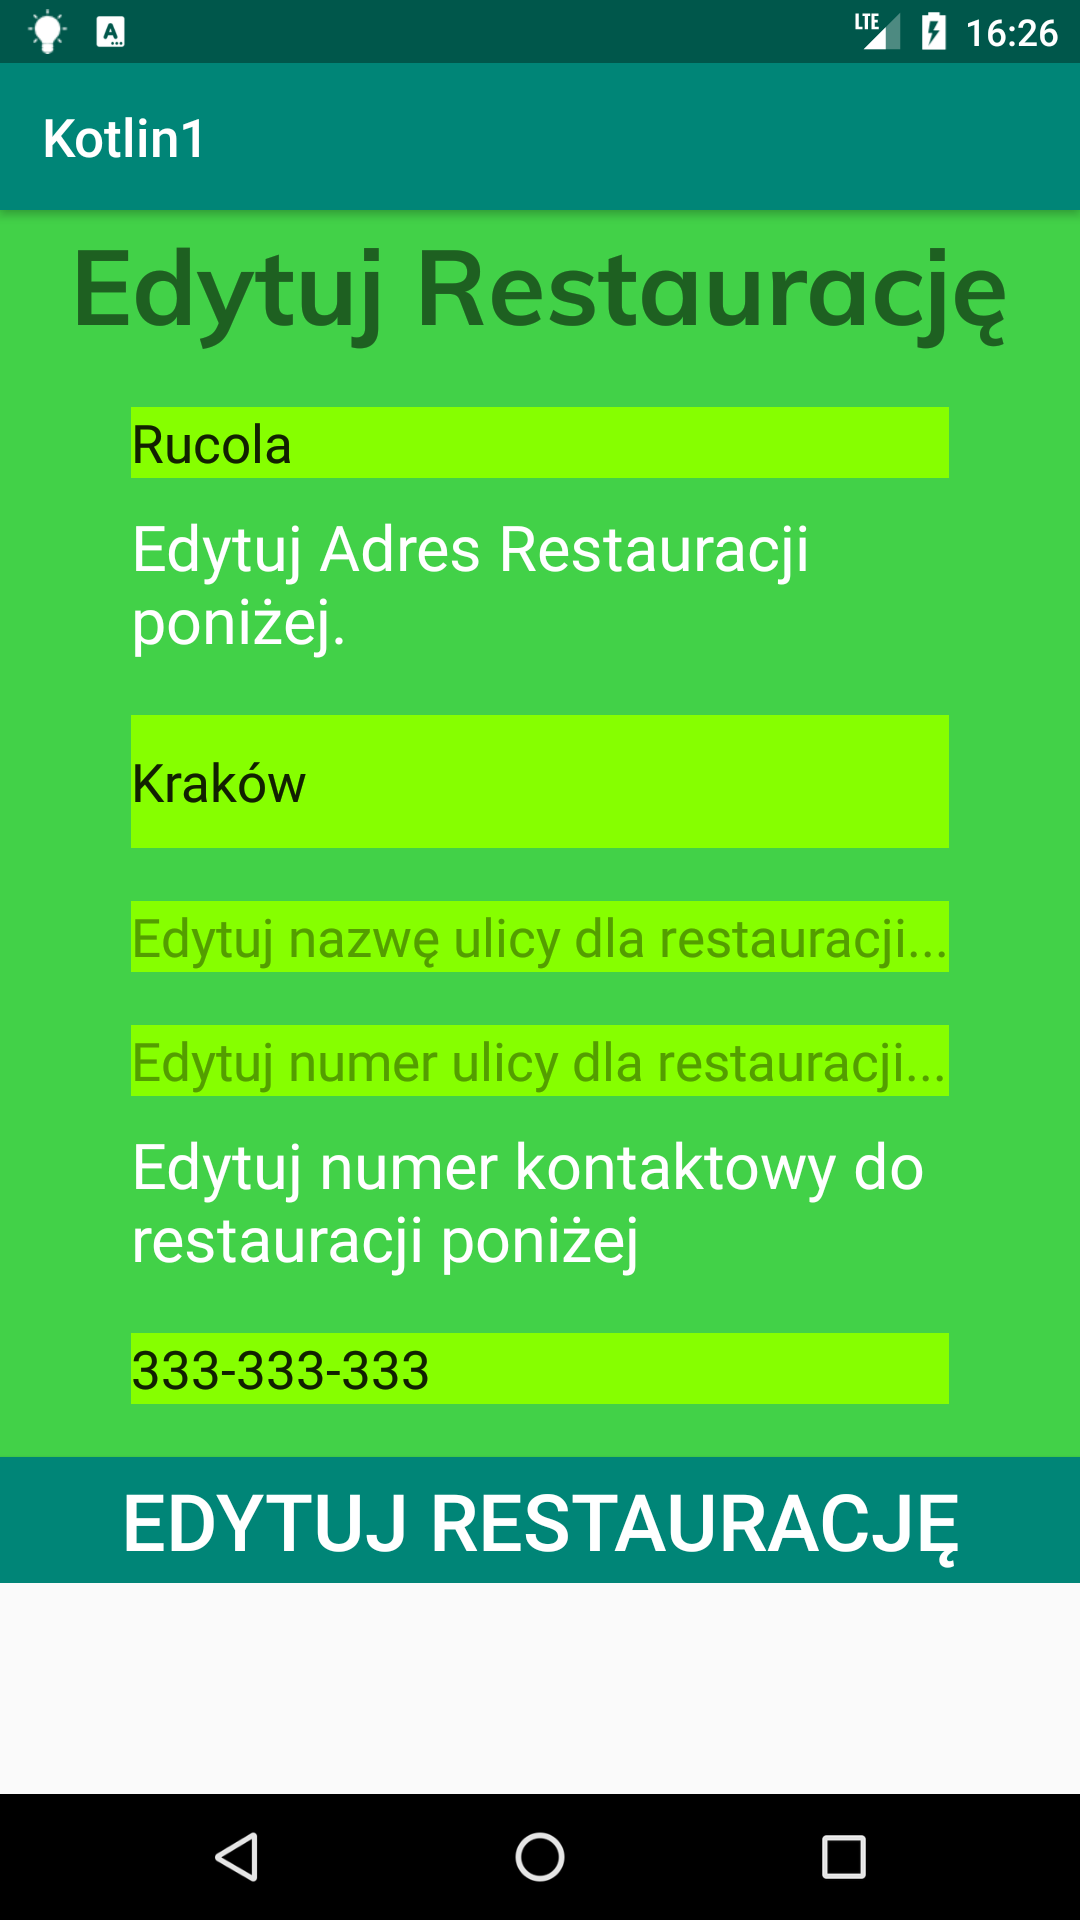 LTE 16:26
Kotlin1
Edytuj Restaurację
Rucola
Edytuj Adres Restauracji
poniżej.
Kraków
Edytuj nazwę ulicy dla restauracji...
Edytuj numer ulicy dla restauracji...
Edytuj numer kontaktowy do
restauracji poniżej
333-333-333
EDYTUJ RESTAURACJĘ